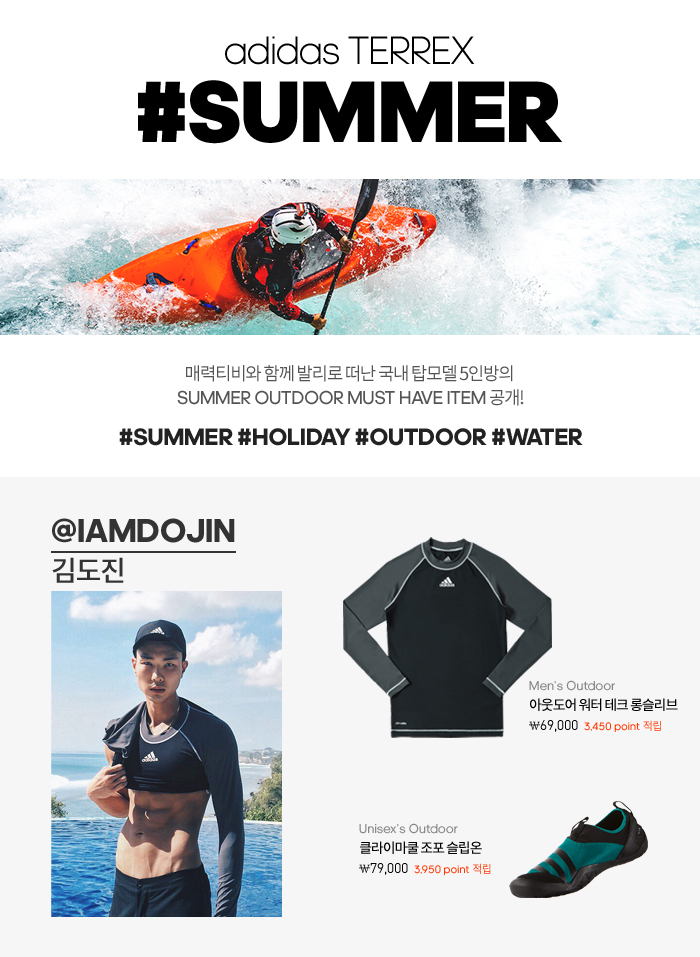 adidas TERREX
#SUMMER
매력티비와 함께 발리로 떠난 국내 탑모델 5인방의
SUMMER OUTDOOR MUST HAVE ITEM 공개!
#SUMMER #HOLIDAY #OUTDOOR #WATER
@IAMDOJIN
김도진
adidas
adidas
Men's Outdoor
아웃도어 워터 테크 롱슬리브
₩69,000 3,450 point 적립
Unisex's Outdoor
클라이마쿨 조포 슬립온
₩79,000 3,950 point 적립